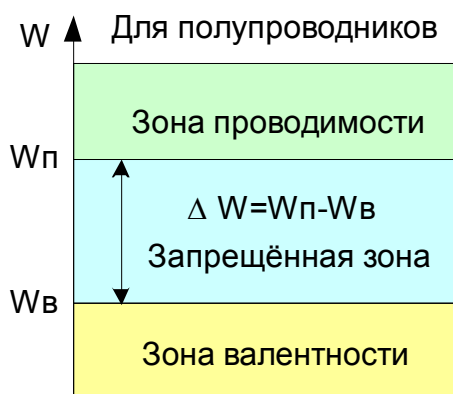 W Для полупроводников
Зона проводимости
Wп
Δ W=Wп-Wв
Запрещённая зона
Wв
Зона валентности